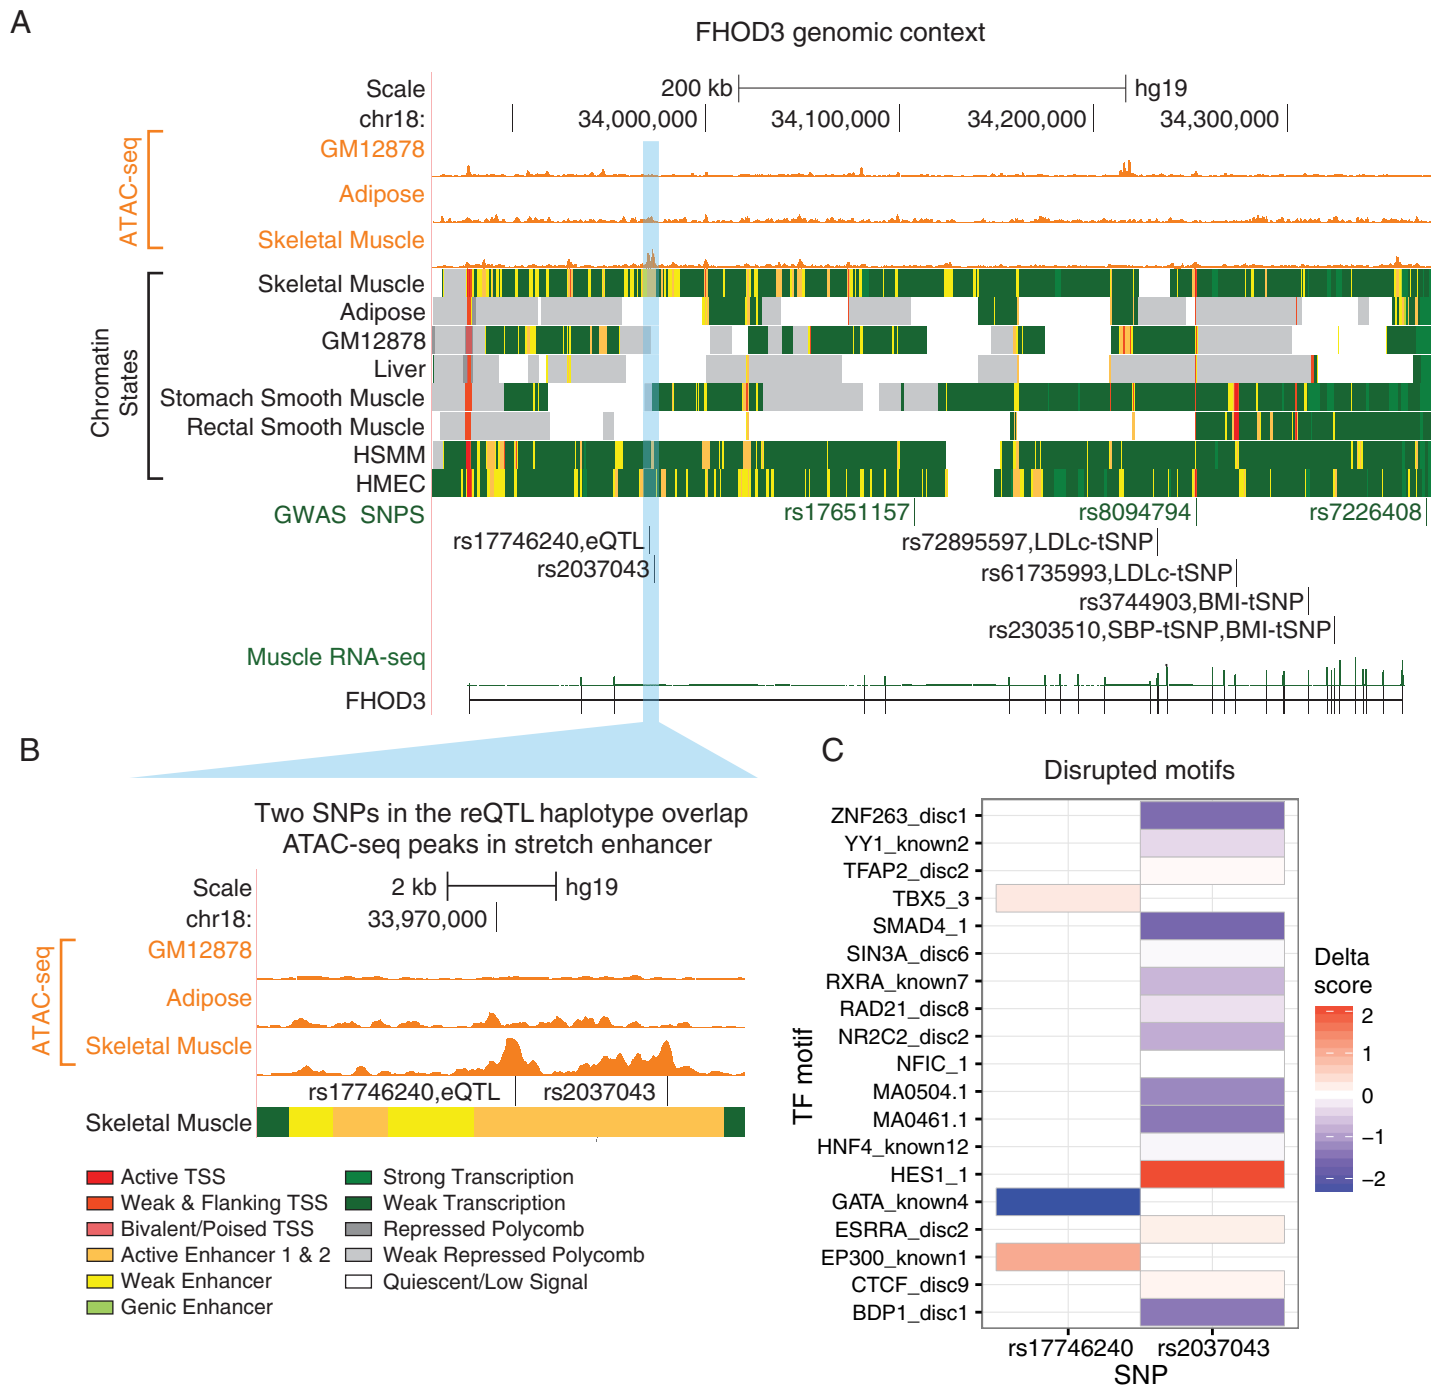 A
FHOD3 genomic context
Scale 200 kb hg19
chr18: 34,000,000 34,100,000 34,200,000 34,300,000
ATAC-seq
GM12878
Adipose
Skeletal Muscle
Chromatin States
Skeletal Muscle
Adipose
GM12878
Liver
Stomach Smooth Muscle
Rectal Smooth Muscle
HSMM
HMEC
GWAS SNPS rs17651157 rs8094794 rs7226408
rs17746240,eQTL rs72895597,LDLc-tSNP
rs2037043 rs61735993,LDLc-tSNP
rs3744903,BMI-tSNP
rs2303510,SBP-tSNP,BMI-tSNP
Muscle RNA-seq
FHOD3
B
Two SNPs in the reQTL haplotype overlap
ATAC-seq peaks in stretch enhancer
Scale 2 kb hg19
chr18: 33,970,000
ATAC-seq
GM12878
Adipose
Skeletal Muscle
rs17746240,eQTL rs2037043
Skeletal Muscle
Active TSS
Weak & Flanking TSS
Bivalent/Poised TSS
Active Enhancer 1 & 2
Weak Enhancer
Genic Enhancer
Strong Transcription
Weak Transcription
Repressed Polycomb
Weak Repressed Polycomb
Quiescent/Low Signal
C
Disrupted motifs
TF motif
ZNF263_disc1
YY1_known2
TFAP2_disc2
TBX5_3
SMAD4_1
SIN3A_disc6
RXRA_known7
RAD21_disc8
NR2C2_disc2
NFIC_1
MA0504.1
MA0461.1
HNF4_known12
HES1_1
GATA_known4
ESRRA_disc2
EP300_known1
CTCF_disc9
BDP1_disc1
rs17746240 rs2037043
SNP
Delta
score
2
1
0
−1
−2